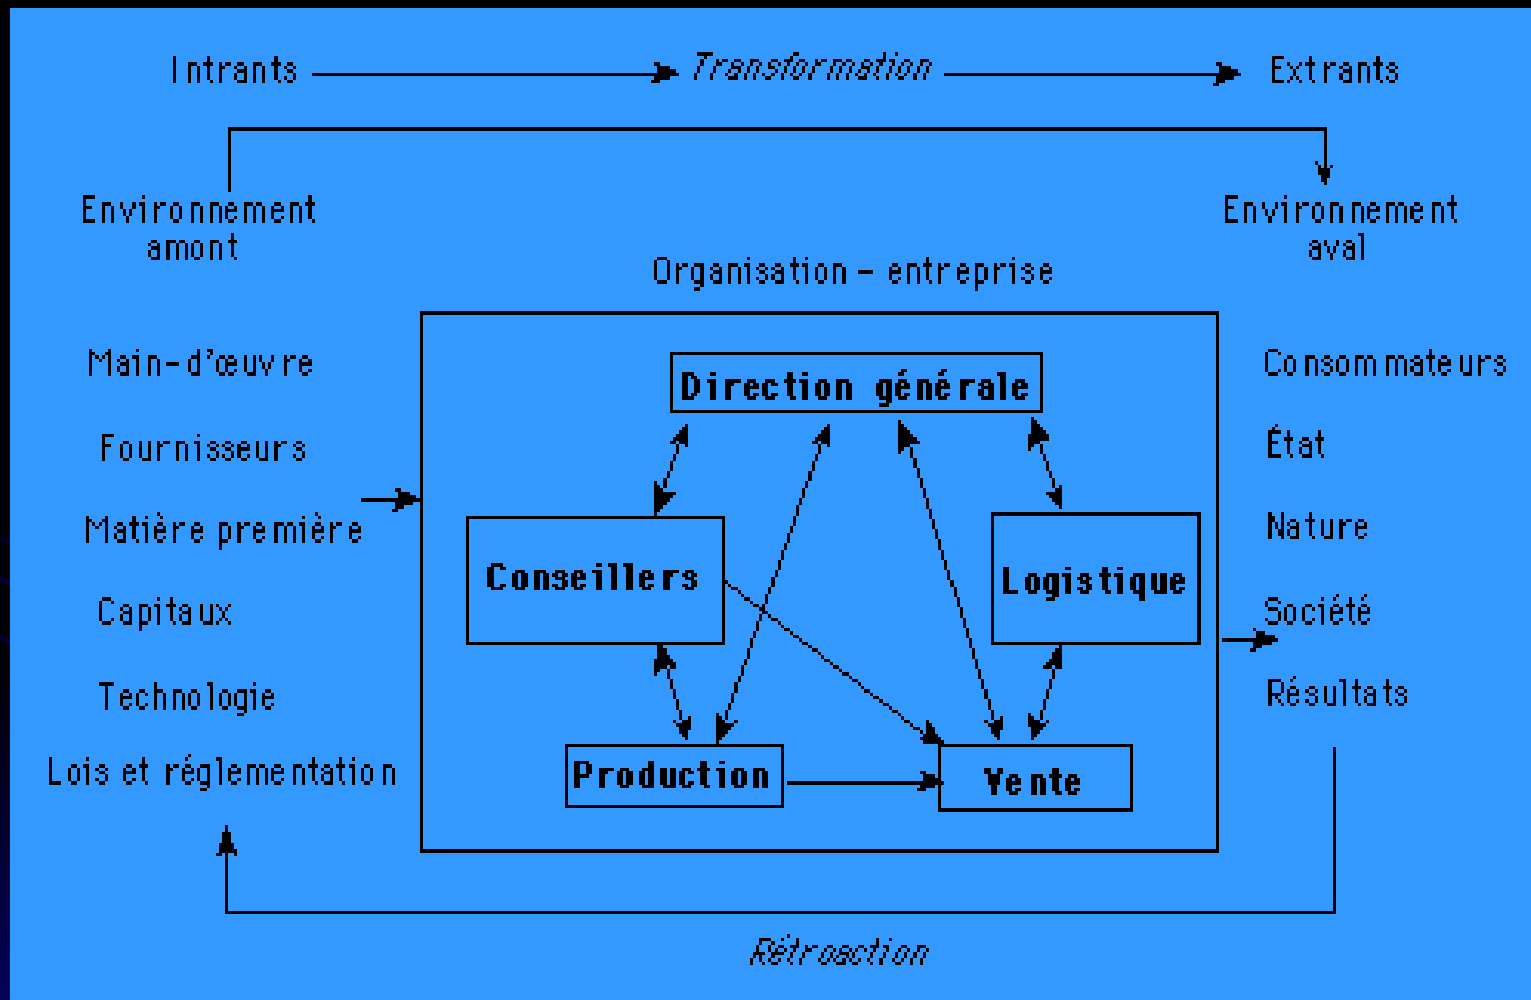 Intrants
Transformation
Extrants
Environnement
amont
Environnement
aval
Organisation – entreprise
Main-d'œuvre
Fournisseurs
Matière première
Capitaux
Technologie
Lois et réglementation
Direction générale
Conseillers
Logistique
Production
Vente
Consommateurs
État
Nature
Société
Résultats
Rétroaction